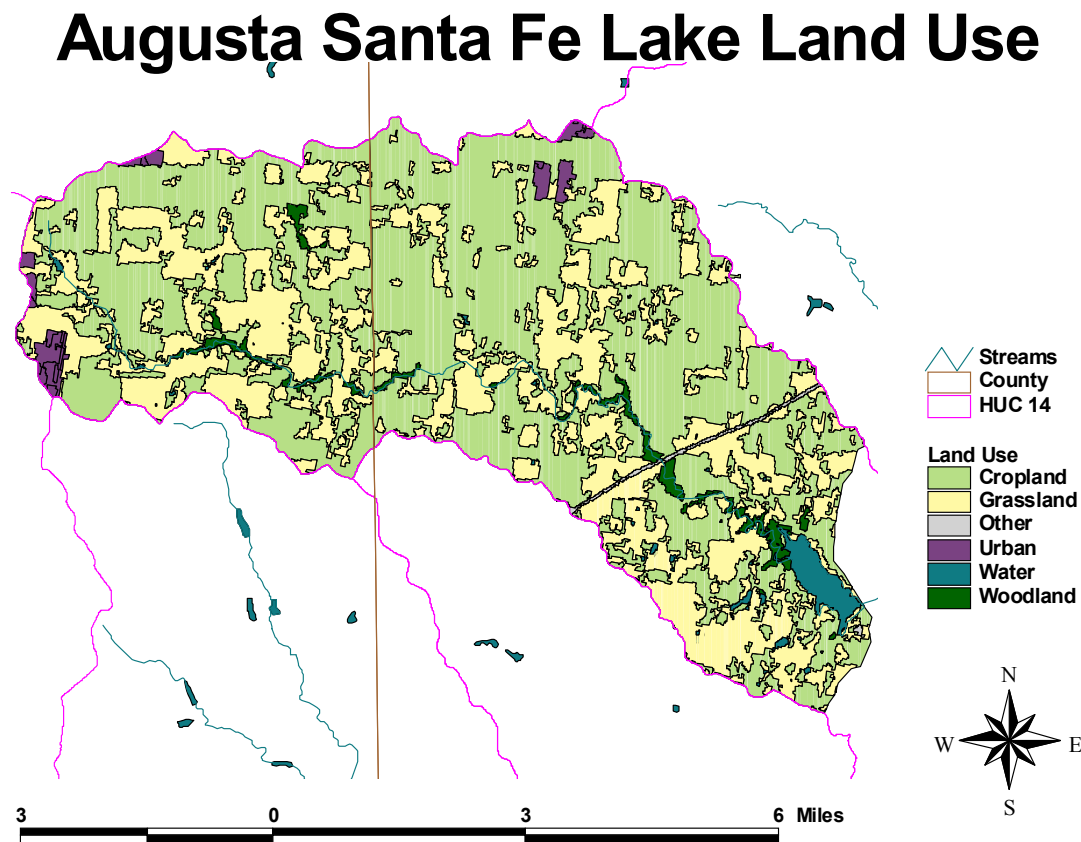 Augusta Santa Fe Lake Land Use
Streams
County
HUC 14
Land Use
Cropland
Grassland
Other
Urban
Water
Woodland
N
W E
S
3 0 3 6 Miles